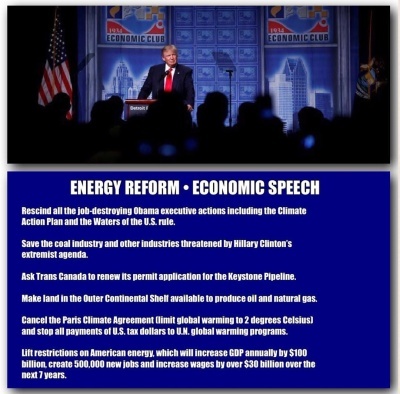 1934
ECONOMIC CLUB
1934
ECONOMIC CLUB
Detroit
ENERGY REFORM • ECONOMIC SPEECH
Rescind all the job-destroying Obama executive actions including the Climate
Action Plan and the Waters of the U.S. rule.
Save the coal industry and other industries threatened by Hillary Clinton's
extremist agenda.
Ask Trans Canada to renew its permit application for the Keystone Pipeline.
Make land in the Outer Continental Shelf available to produce oil and natural gas.
Cancel the Paris Climate Agreement (limit global warming to 2 degrees Celsius)
and stop all payments of U.S. tax dollars to U.N. global warming programs.
Lift restrictions on American energy, which will increase GDP annually by $100
billion, create 500,000 new jobs and increase wages by over $30 billion over the
next 7 years.